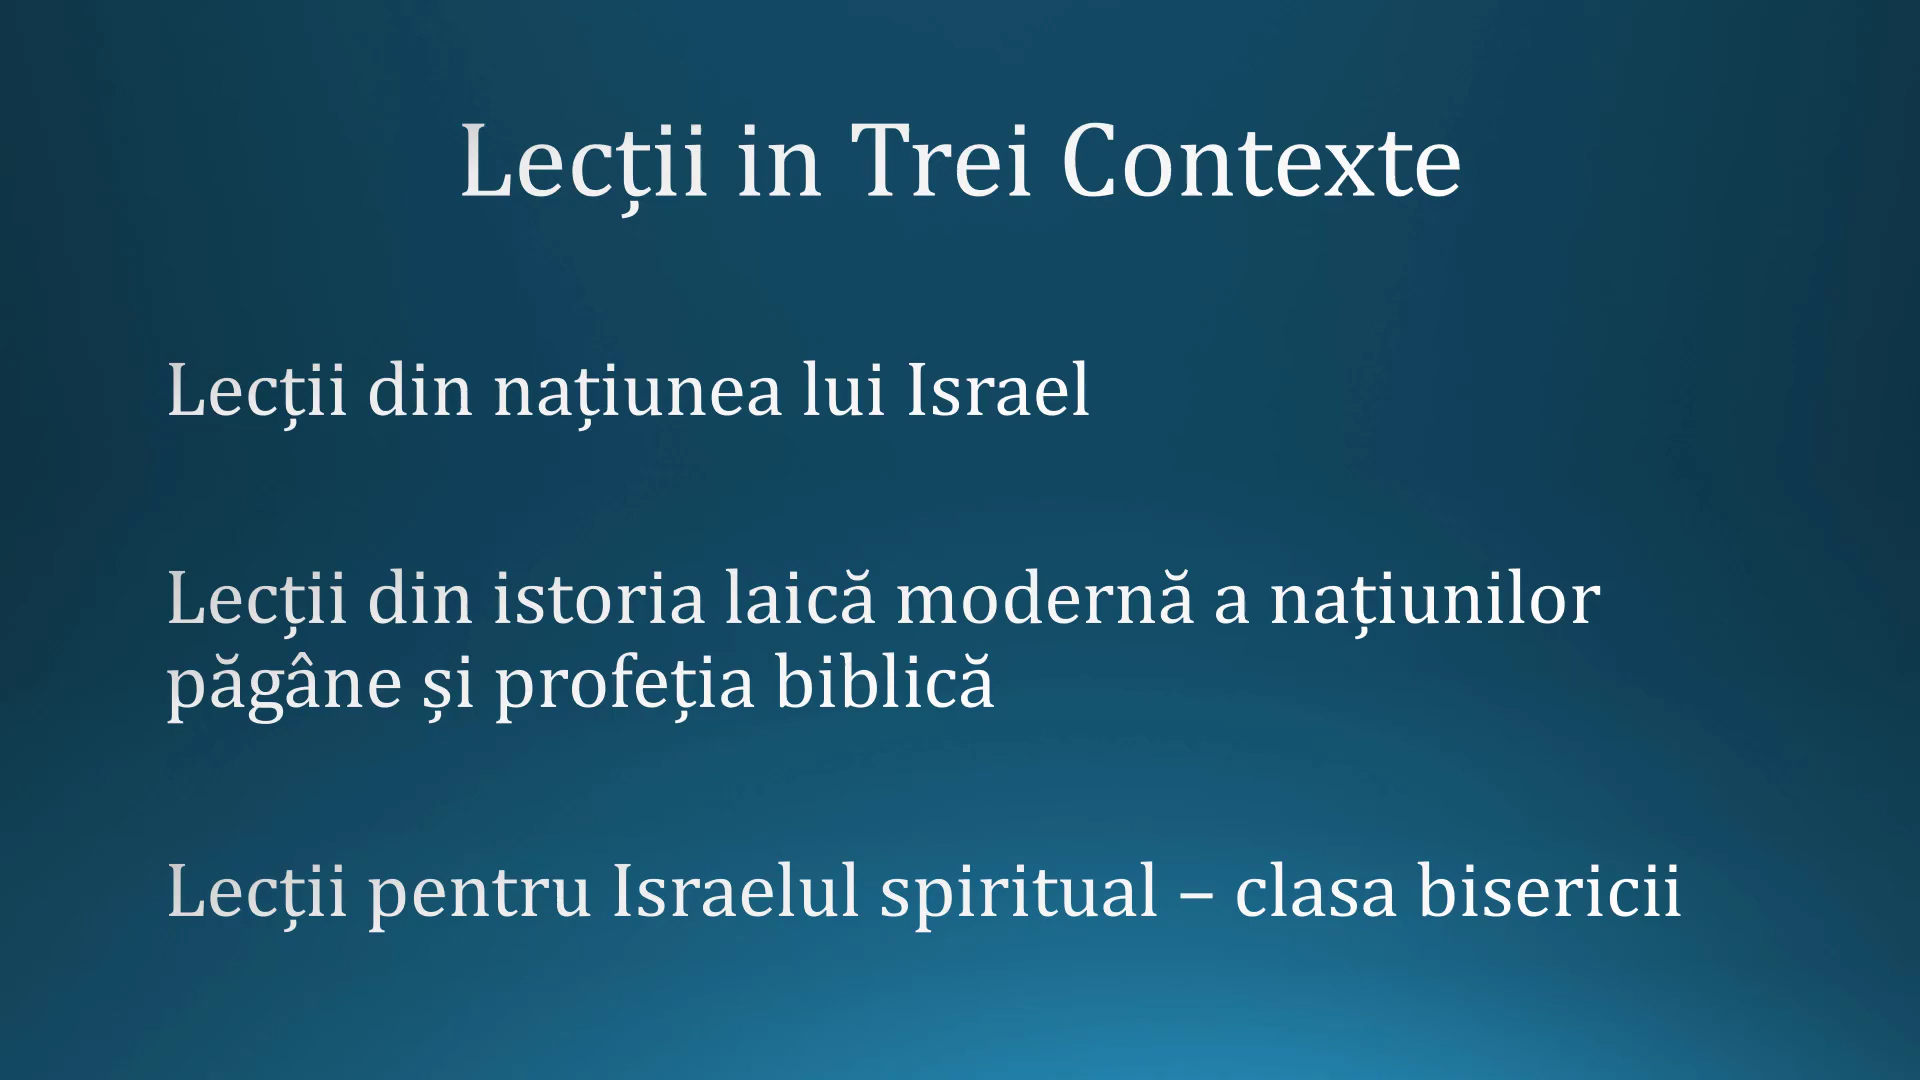 Lecții in Trei Contexte
Lecții din națiunea lui Israel
Lecții din istoria laică modernă a națiunilor
păgâne și profeția biblică
Lecții pentru Israelul spiritual – clasa bisericii